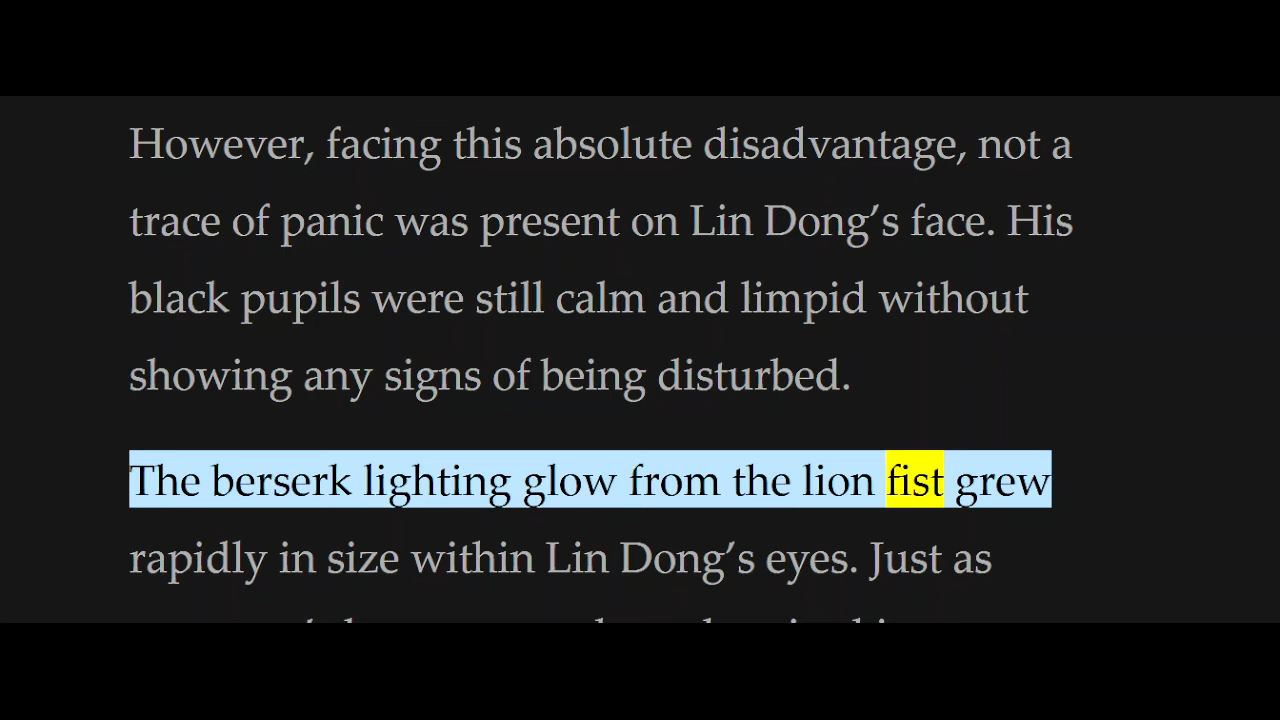 However, facing this absolute disadvantage, not a
trace of panic was present on Lin Dong’s face. His
black pupils were still calm and limpid without
showing any signs of being disturbed.
The berserk lighting glow from the lion fist grew
rapidly in size within Lin Dong’s eyes. Just as